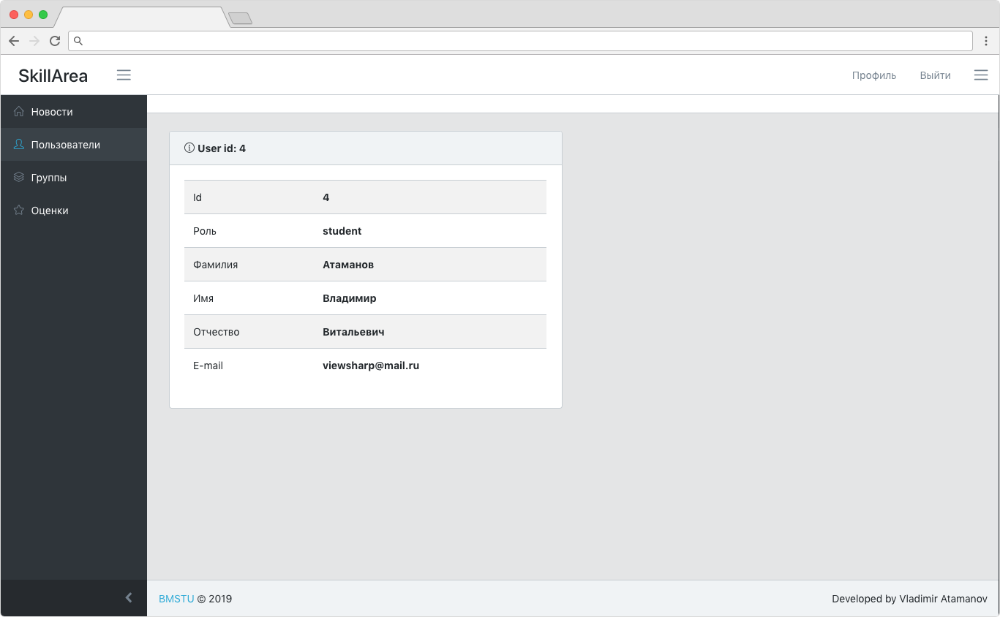 SkillArea
Профиль Выйти
Новости
Пользователи
Группы
Оценки
User id: 4
Id 4
Роль student
Фамилия Атаманов
Имя Владимир
Отчество Витальевич
E-mail viewsharp@mail.ru
BMSTU © 2019
Developed by Vladimir Atamanov